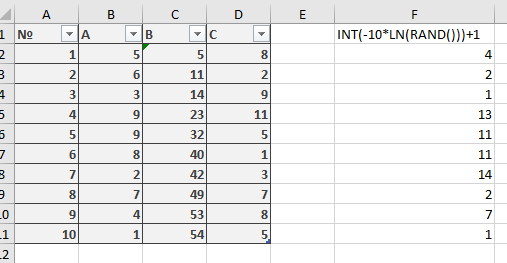 A B C D E F
1 № A B C INT(-10*LN(RAND()))+1
2 1 5 5 8 4
3 2 6 11 2 2
4 3 3 14 9 1
5 4 9 23 11 13
6 5 9 32 5 11
7 6 8 40 1 11
8 7 2 42 3 14
9 8 7 49 7 2
10 9 4 53 8 7
11 10 1 54 5 1
12